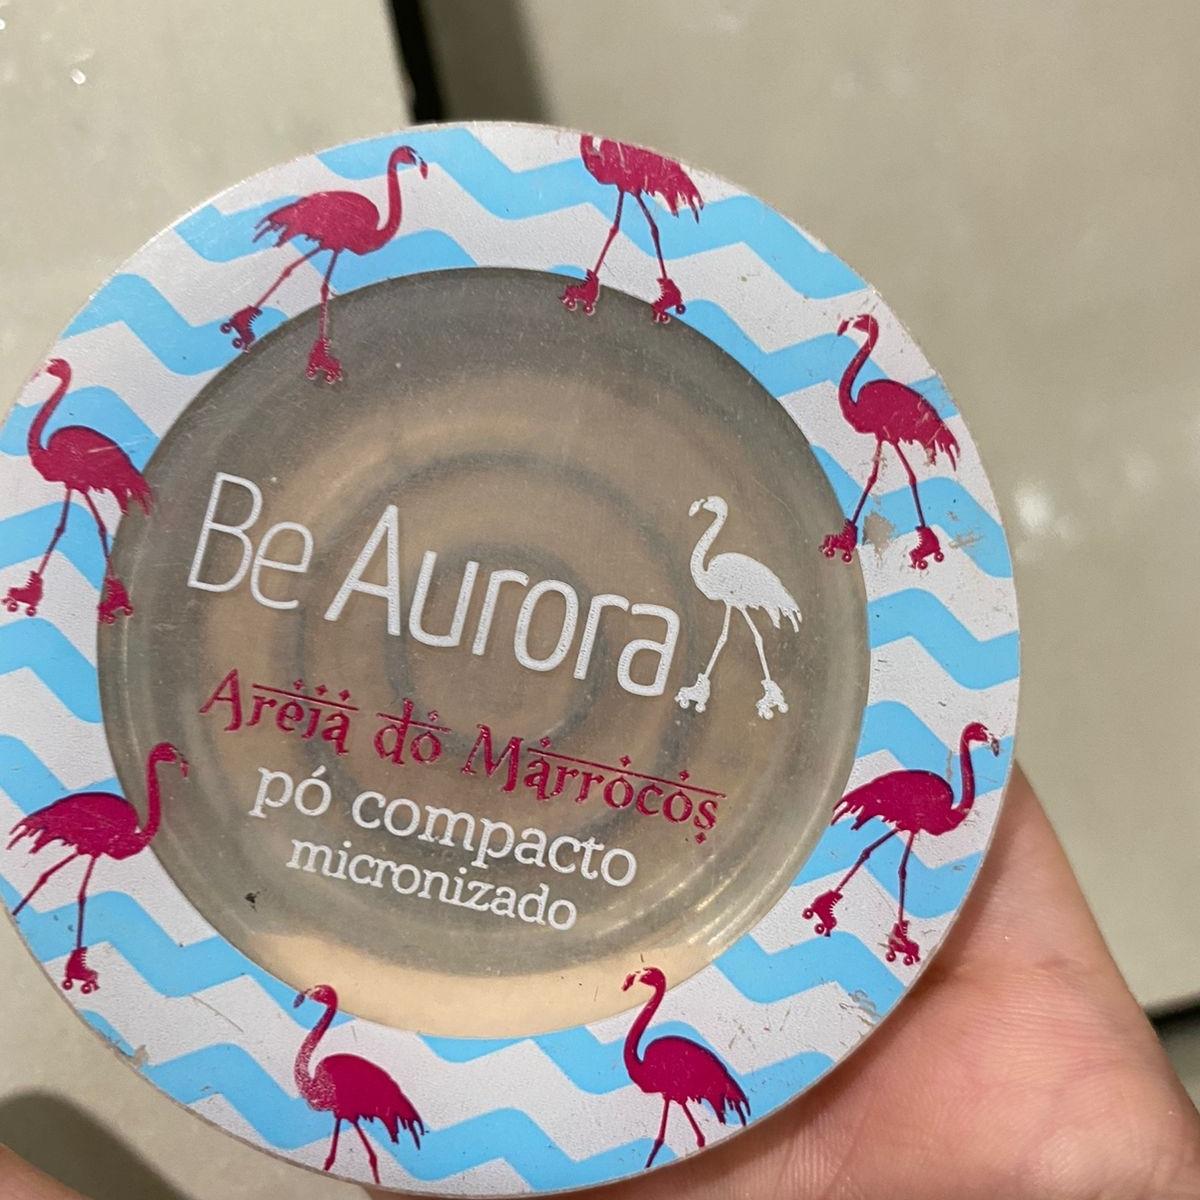 Be Aurora
Areia do Marrocos
pó compacto
micronizado